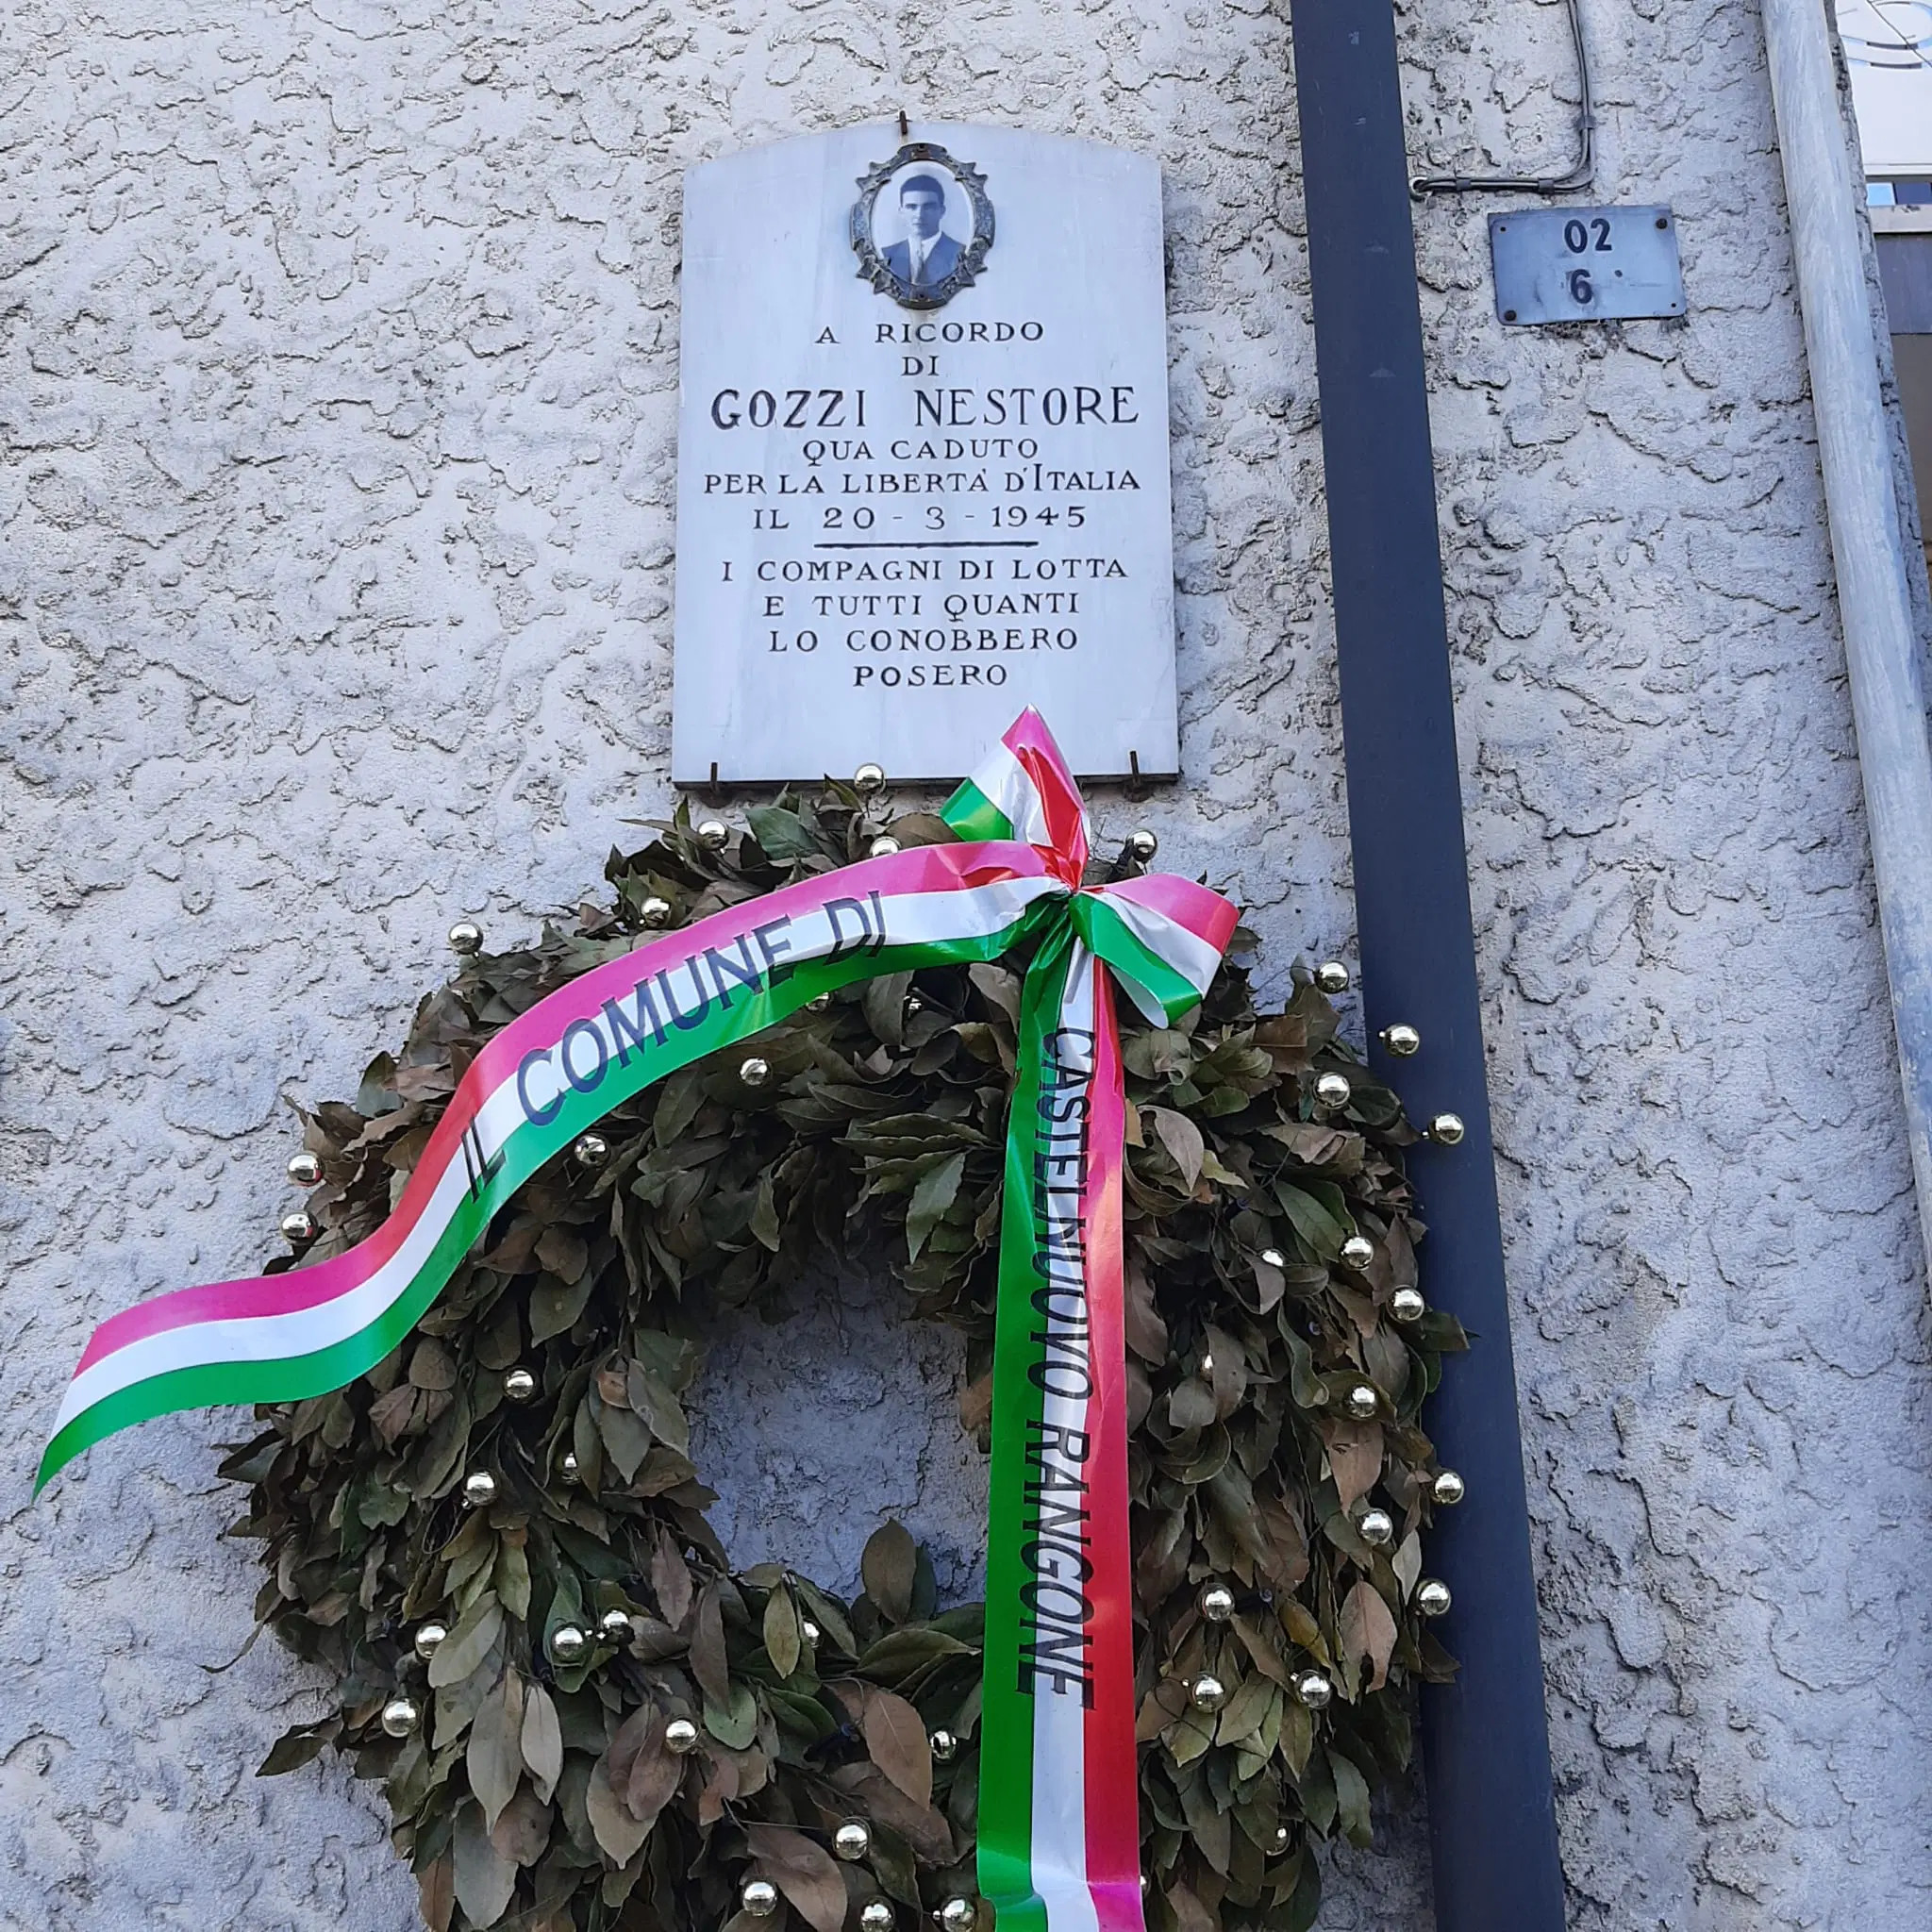 A RICORDO
DI
GOZZI NESTORE
QUA CADUTO
PER LA LIBERTÀ D'ITALIA
IL 20 - 3 - 1945
I COMPAGNI DI LOTTA
E TUTTI QUANTI
LO CONOBBERO
POSERO
02
6
IL COMUNE DI
CASTELNUOVO RANGONE